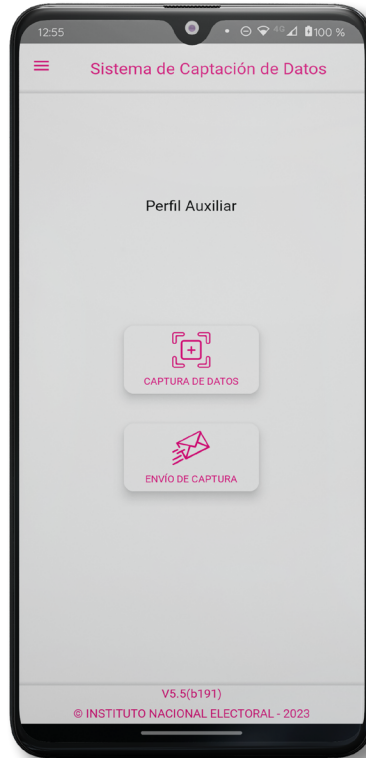 12:55
4G
100 %
Sistema de Captación de Datos
Perfil Auxiliar
CAPTURA DE DATOS
ENVÍO DE CAPTURA
V5.5(b191)
© INSTITUTO NACIONAL ELECTORAL - 2023